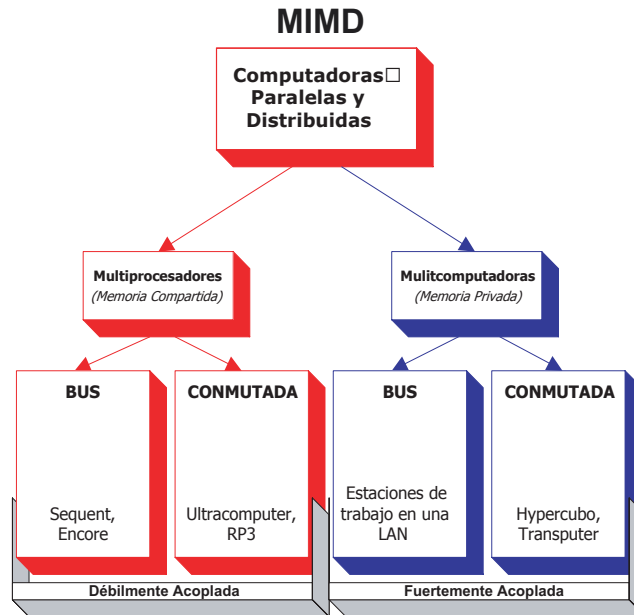 MIMD
Computadoras□
Paralelas y
Distribuidas
Multiprocesadores
(Memoria Compartida)
Mulitcomputadoras
(Memoria Privada)
BUS
Sequent,
Encore
CONMUTADA
Ultracomputer,
RP3
BUS
Estaciones de
trabajo en una
LAN
CONMUTADA
Hypercubo,
Transputer
Débilmente Acoplada
Fuertemente Acoplada